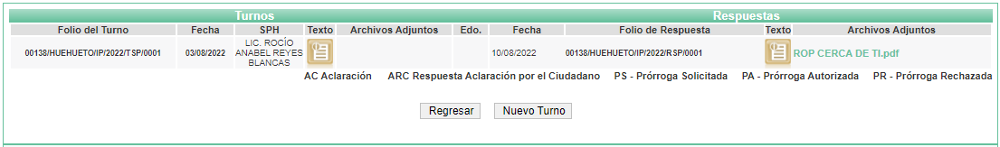 Turnos Respuestas
Folio del Turno Fecha SPH Texto Archivos Adjuntos Edo. Fecha Folio de Respuesta Texto Archivos Adjuntos
00138/HUEHUETO/IP/2022/TSP/0001 03/08/2022 LIC. ROCÍO ANABEL REYES BLANCAS 10/08/2022 00138/HUEHUETO/IP/2022/RSP/0001 ROP CERCA DE TI.pdf
AC Aclaración ARC Respuesta Aclaración por el Ciudadano PS - Prórroga Solicitada PA - Prórroga Autorizada PR - Prórroga Rechazada
Regresar Nuevo Turno